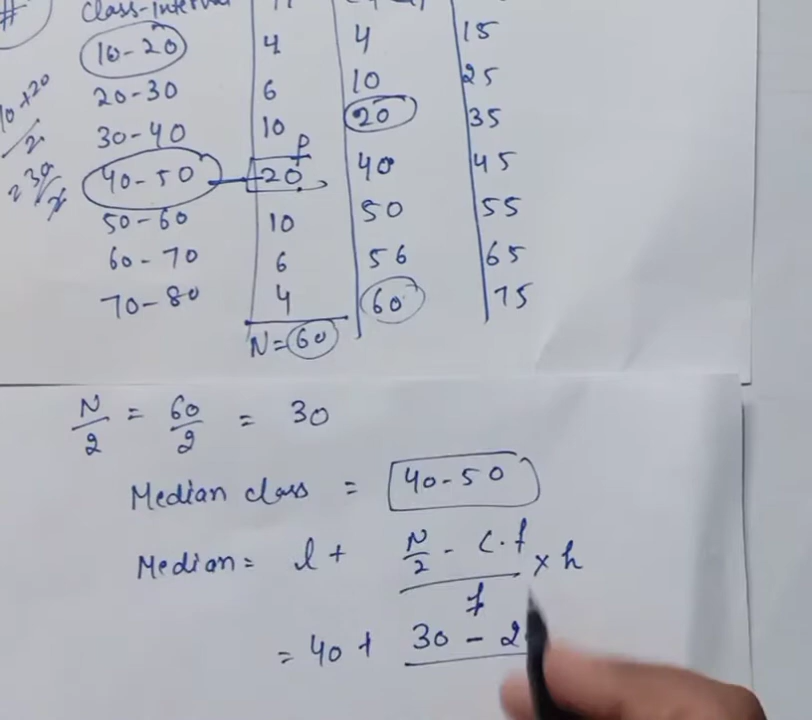 # Class-Interval
10-20 4 4 15
20-30 6 10 25
30-40 10 20 35
40-50 20 f 40 45
50-60 10 50 55
60-70 6 56 65
70-80 4 60 75
N=60
10+20
2
30
2
N/2 = 60/2 = 30
Median class = 40-50
Median = l + N/2 - C.f / f × h
= 40 + 30 - 2